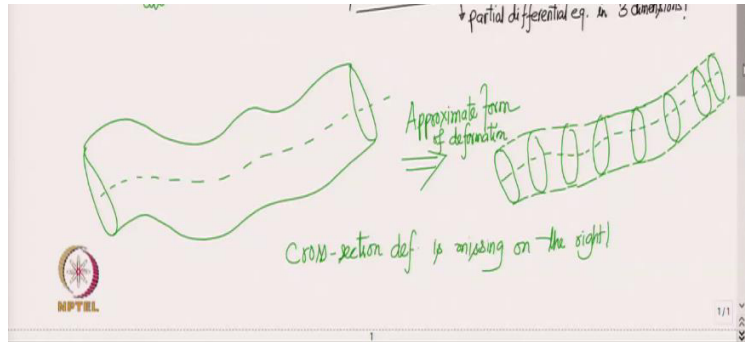 ↓ partial differential eq. in 3 dimensions!
Approximate form
of deformation
Cross-section def. is missing on the right!
NPTEL
1/1
1